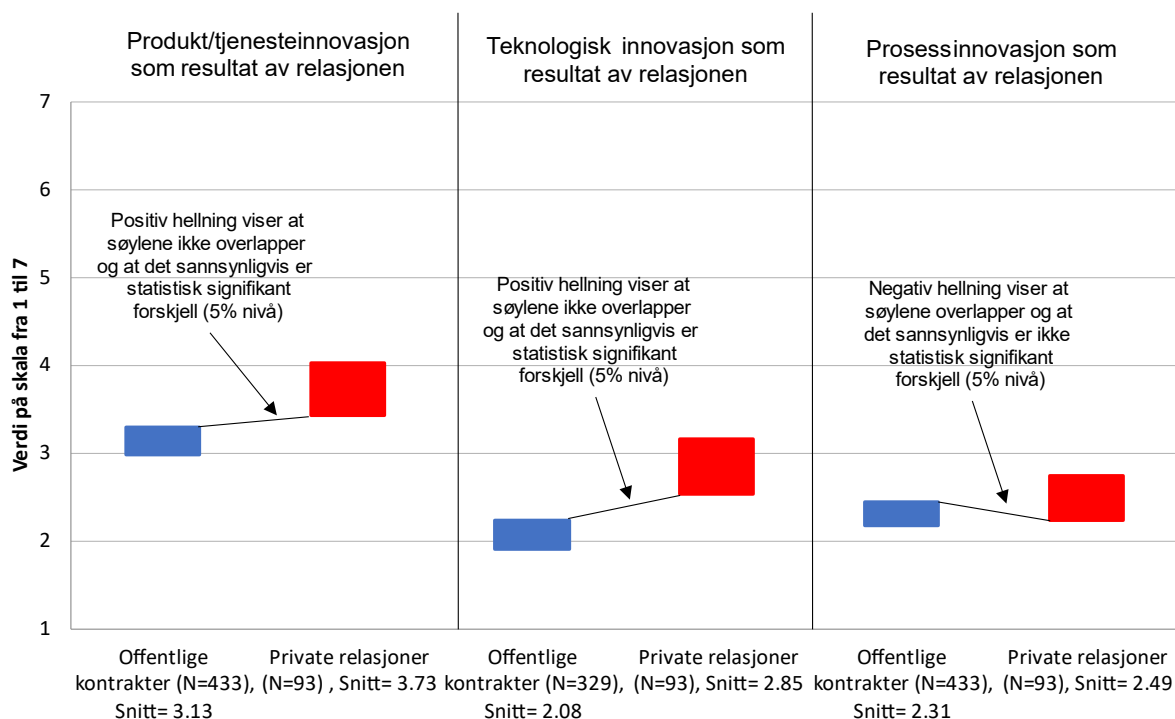 Produkt/tjenesteinnovasjon
som resultat av relasjonen
Teknologisk innovasjon som
resultat av relasjonen
Prosessinnovasjon som
resultat av relasjonen
Verdi på skala fra 1 til 7
7
6
5
4
3
2
1
Positiv hellning viser at
søylene ikke overlapper
og at det sannsynligvis er
statistisk signifikant
forskjell (5% nivå)
Positiv hellning viser at
søylene ikke overlapper
og at det sannsynligvis er
statistisk signifikant
forskjell (5% nivå)
Negativ hellning viser at
søylene overlapper og at
det sannsynligvis er ikke
statistisk signifikant
forskjell (5% nivå)
Offentlige
kontrakter (N=433),
Snitt= 3.13
Private relasjoner
(N=93) , Snitt= 3.73
Offentlige
kontrakter (N=329),
Snitt= 2.08
Private relasjoner
(N=93), Snitt= 2.85
Offentlige
kontrakter (N=433),
Snitt= 2.31
Private relasjoner
(N=93), Snitt= 2.49